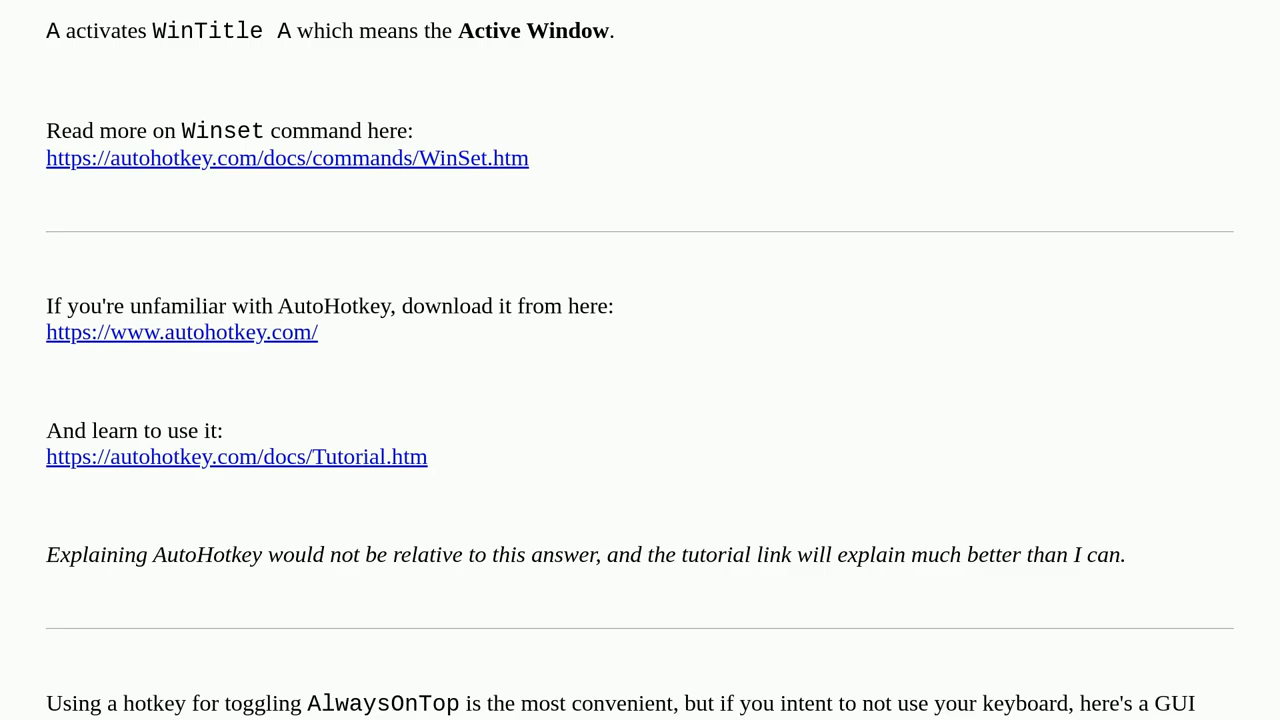 A activates WinTitle A which means the Active Window.
Read more on Winset command here:
https://autohotkey.com/docs/commands/WinSet.htm
If you're unfamiliar with AutoHotkey, download it from here:
https://www.autohotkey.com/
And learn to use it:
https://autohotkey.com/docs/Tutorial.htm
Explaining AutoHotkey would not be relative to this answer, and the tutorial link will explain much better than I can.
Using a hotkey for toggling AlwaysOnTop is the most convenient, but if you intent to not use your keyboard, here's a GUI